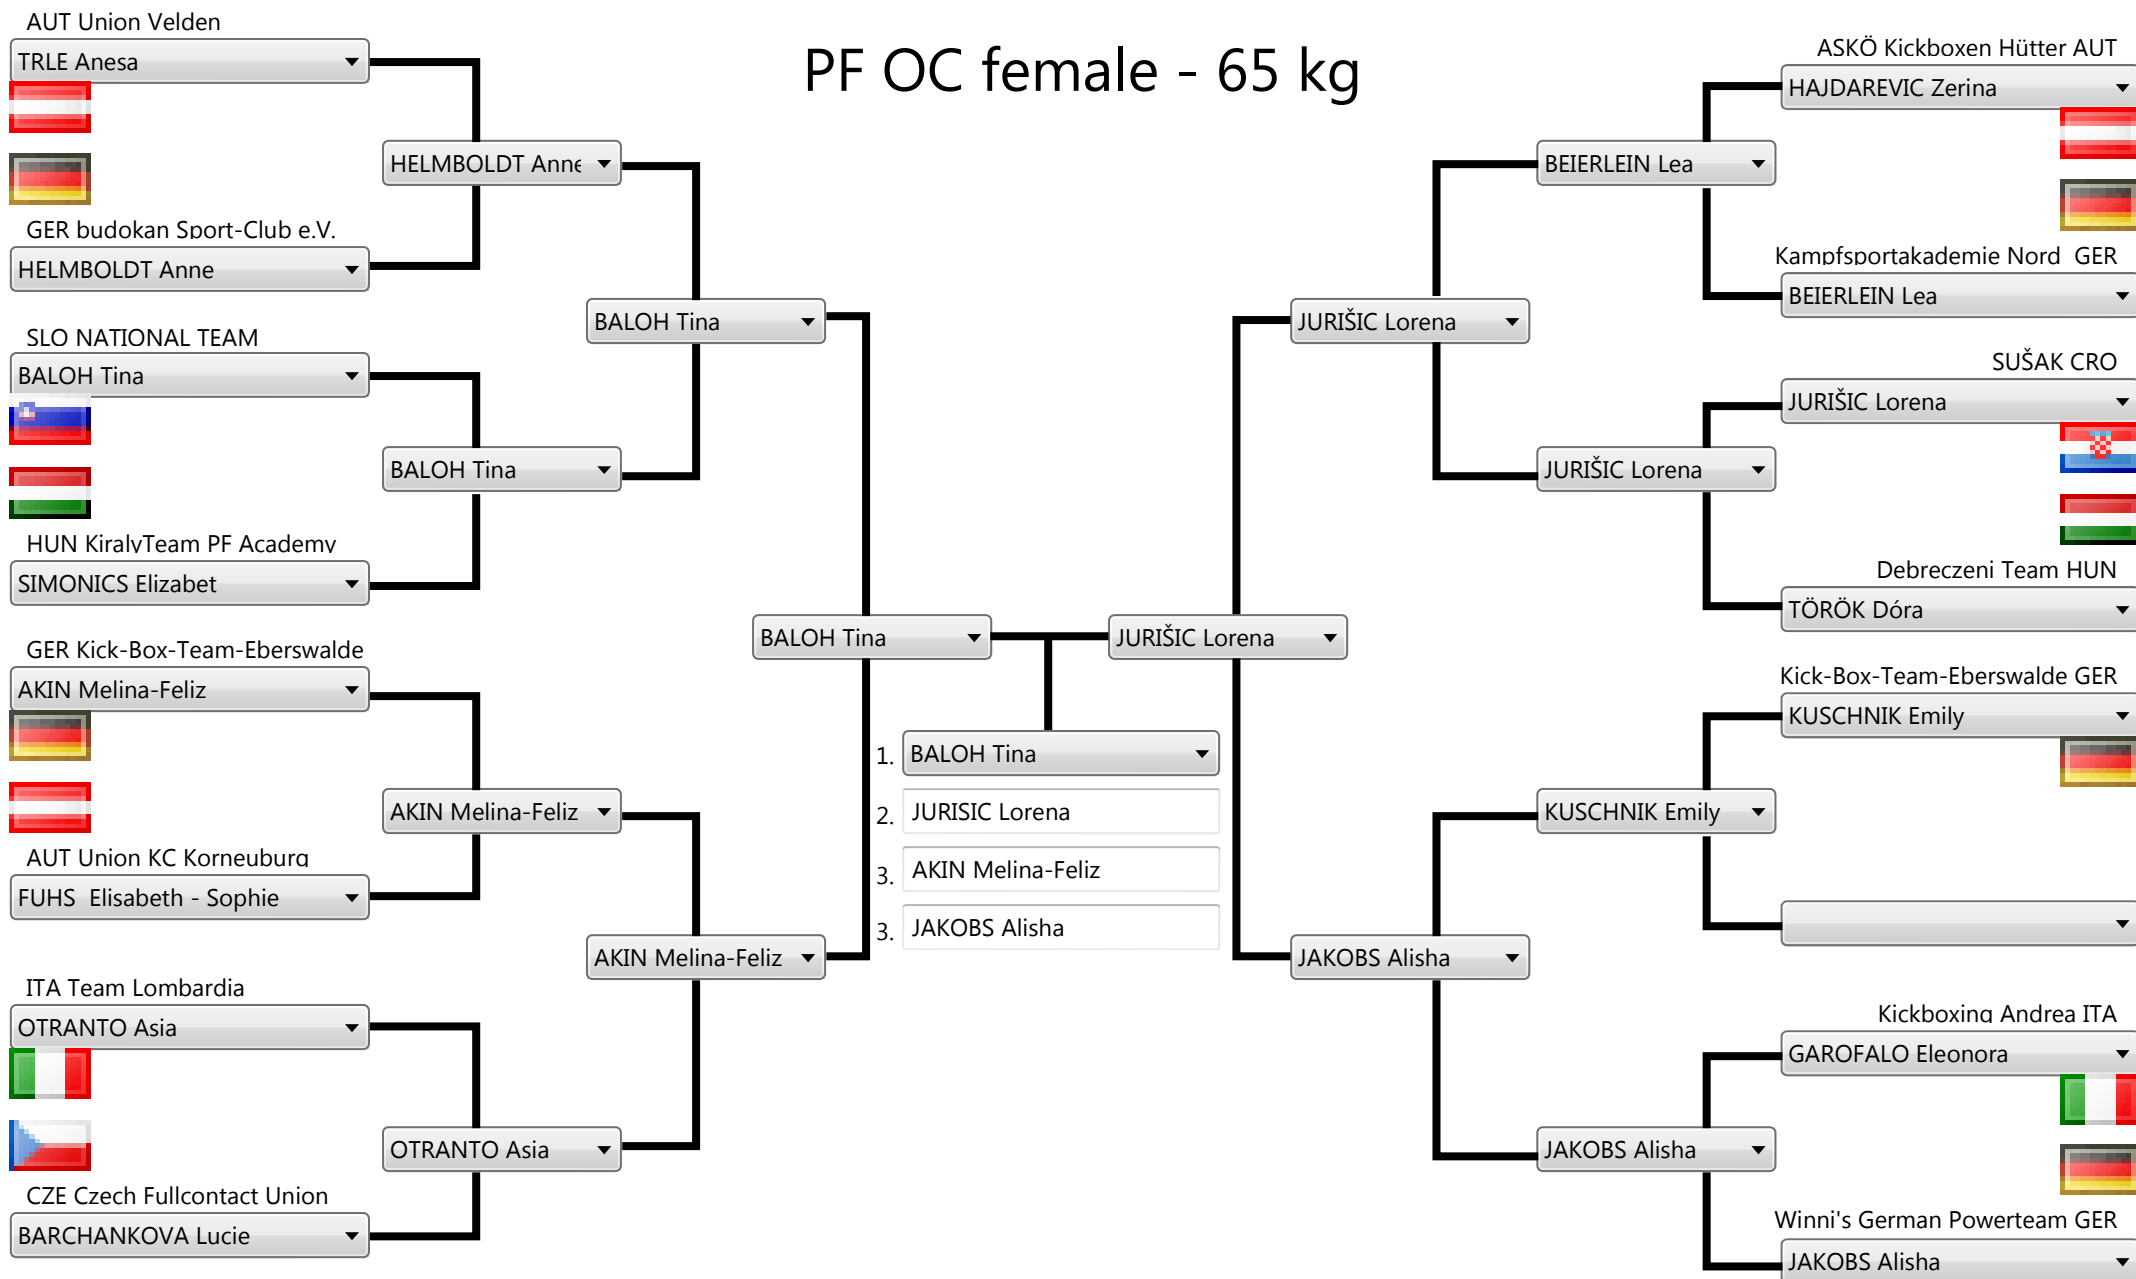 PF OC female - 65 kg
AUT Union Velden
TRLE Anesa
GER budokan Sport-Club e.V.
HELMBOLDT Anne
SLO NATIONAL TEAM
BALOH Tina
HUN KiralyTeam PF Academy
SIMONICS Elizabet
GER Kick-Box-Team-Eberswalde
AKIN Melina-Feliz
AUT Union KC Korneuburg
FUHS  Elisabeth - Sophie
ITA Team Lombardia
OTRANTO Asia
CZE Czech Fullcontact Union
BARCHANKOVA Lucie
HELMBOLDT Anne
BALOH Tina
AKIN Melina-Feliz
OTRANTO Asia
BALOH Tina
AKIN Melina-Feliz
BALOH Tina
JURIŠIC Lorena
1. BALOH Tina
2. JURISIC Lorena
3. AKIN Melina-Feliz
3. JAKOBS Alisha
JURIŠIC Lorena
JAKOBS Alisha
BEIERLEIN Lea
JURIŠIC Lorena
KUSCHNIK Emily
JAKOBS Alisha
ASKÖ Kickboxen Hütter AUT
HAJDAREVIC Zerina
Kampfsportakademie Nord  GER
BEIERLEIN Lea
SUŠAK CRO
JURIŠIC Lorena
Debreczeni Team HUN
TÖRÖK Dóra
Kick-Box-Team-Eberswalde GER
KUSCHNIK Emily
Kickboxing Andrea ITA
GAROFALO Eleonora
Winni's German Powerteam GER
JAKOBS Alisha